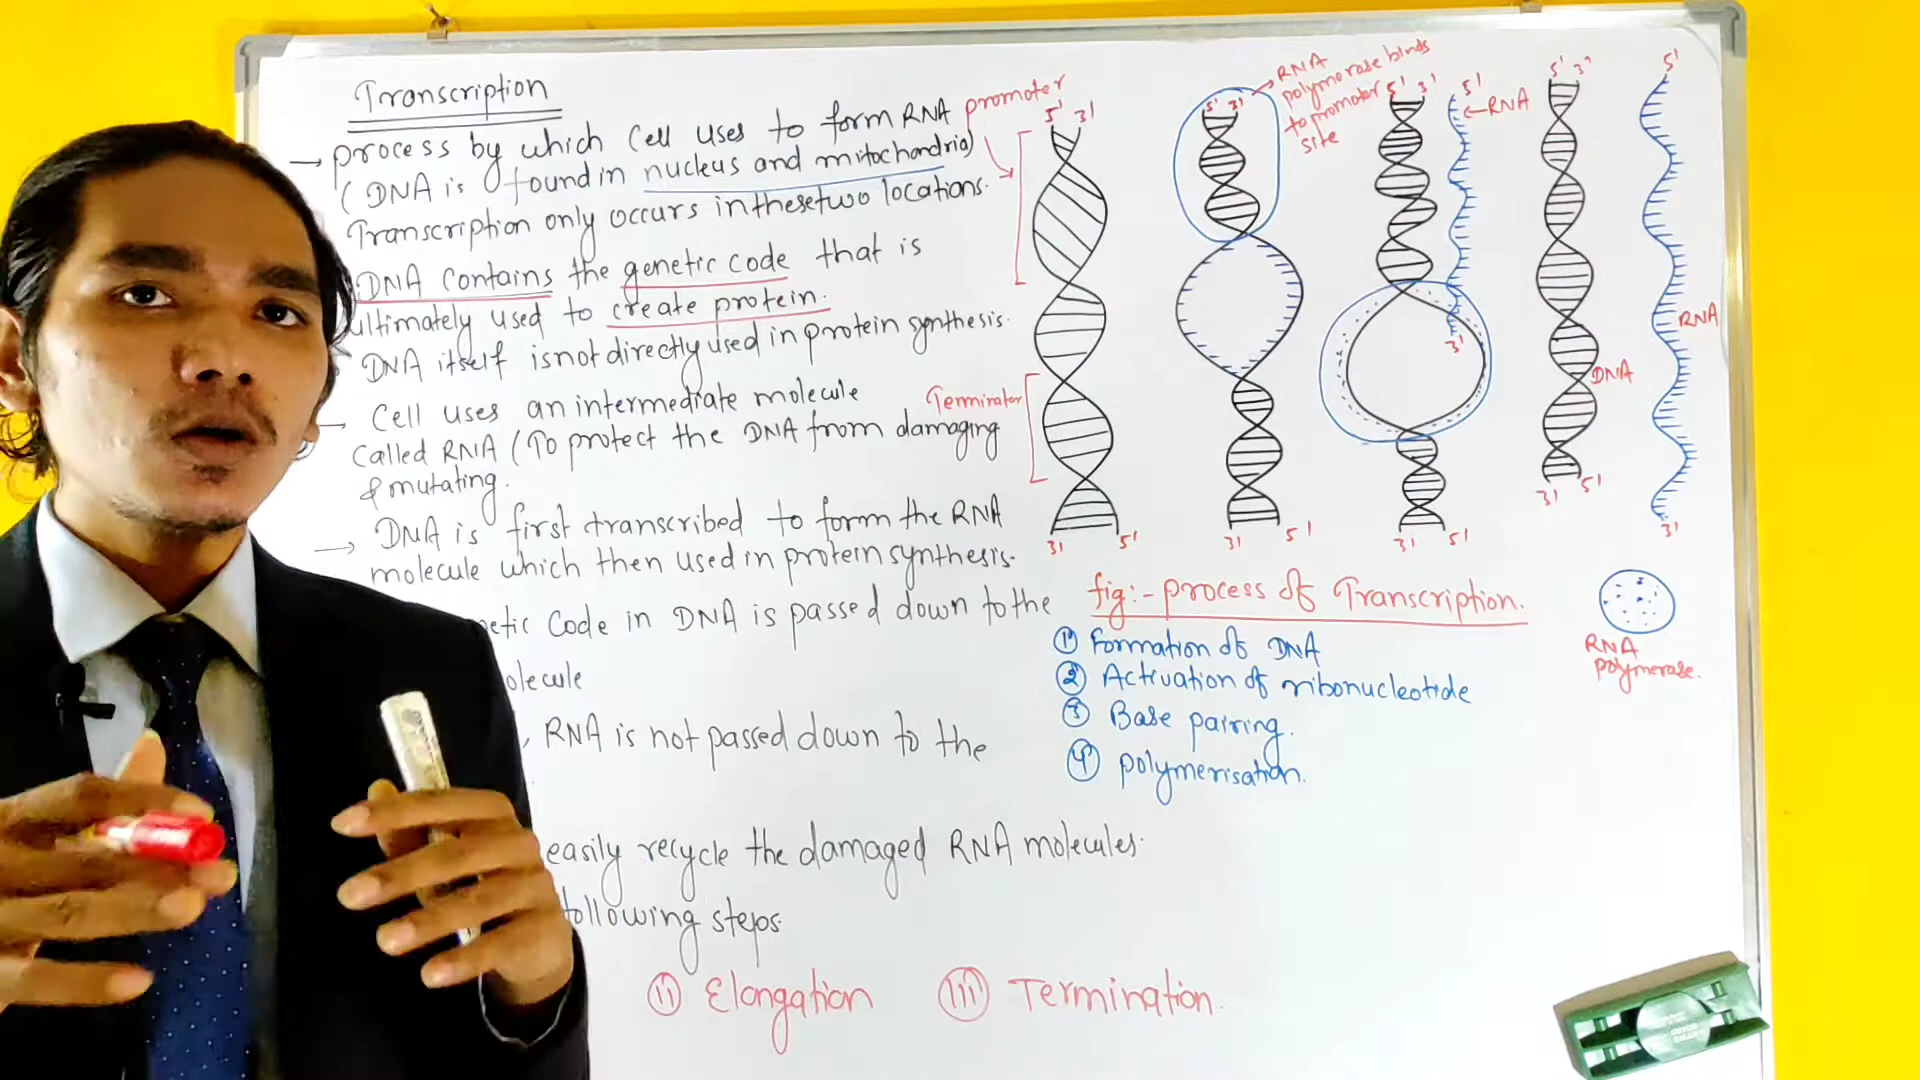 Transcription
→ process by which Cell uses to form RNA
( DNA is found in nucleus and mitochondria)
Transcription only occurs in these two locations.
DNA contains the genetic code that is
ultimately used to create protein.
DNA itself is not directly used in protein synthesis.
→ Cell uses an intermediate molecule
called RNA (To protect the DNA from damaging
& mutating.
→ DNA is first transcribed to form the RNA
molecule which then used in protein synthesis.
etic Code in DNA is passed down to the
olecule
, RNA is not passed down to the
easily recycle the damaged RNA molecules.
following steps
ii) Elongation iii) Termination.
promoter
5' 3'
Terminator
3' 5'
RNA
polymerase binds
to promoter
site
5' 3'
3' 5'
5' 3' 5'
←RNA
3'
3' 5'
5' 3'
DNA
3' 5'
5'
RNA
3'
fig:- process of Transcription.
① Formation of DNA
② Activation of ribonucleotide
③ Base pairing.
④ polymerisation.
RNA
polymerase.